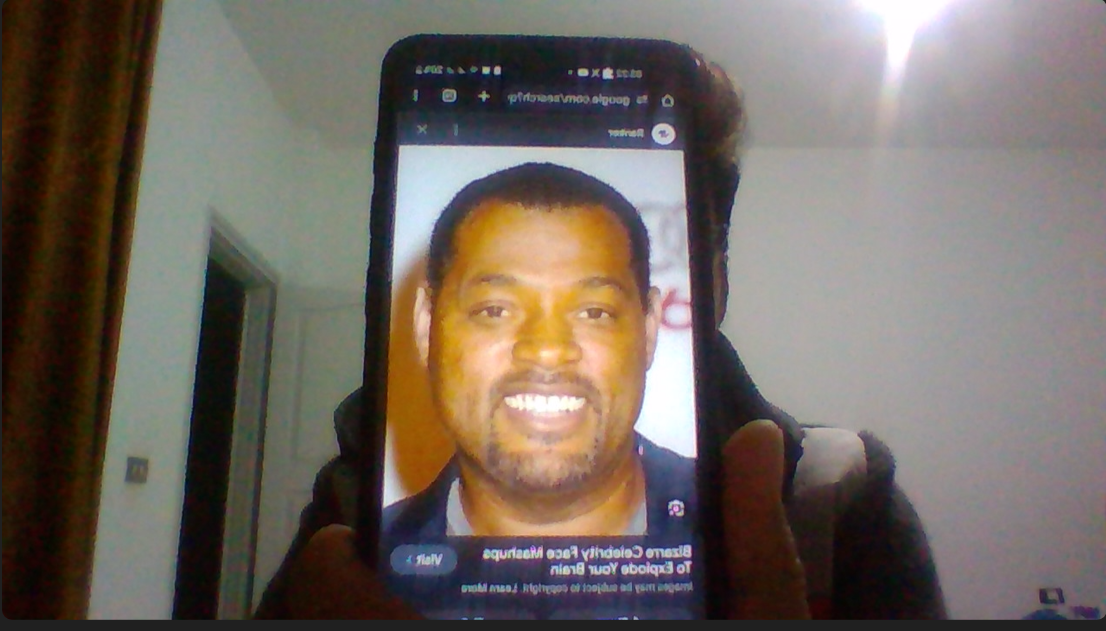 google.com/search?q
Ranker
Bizarre Celebrity Face Mashups
To Explode Your Brain
Visit
Images may be subject to copyright. Learn More